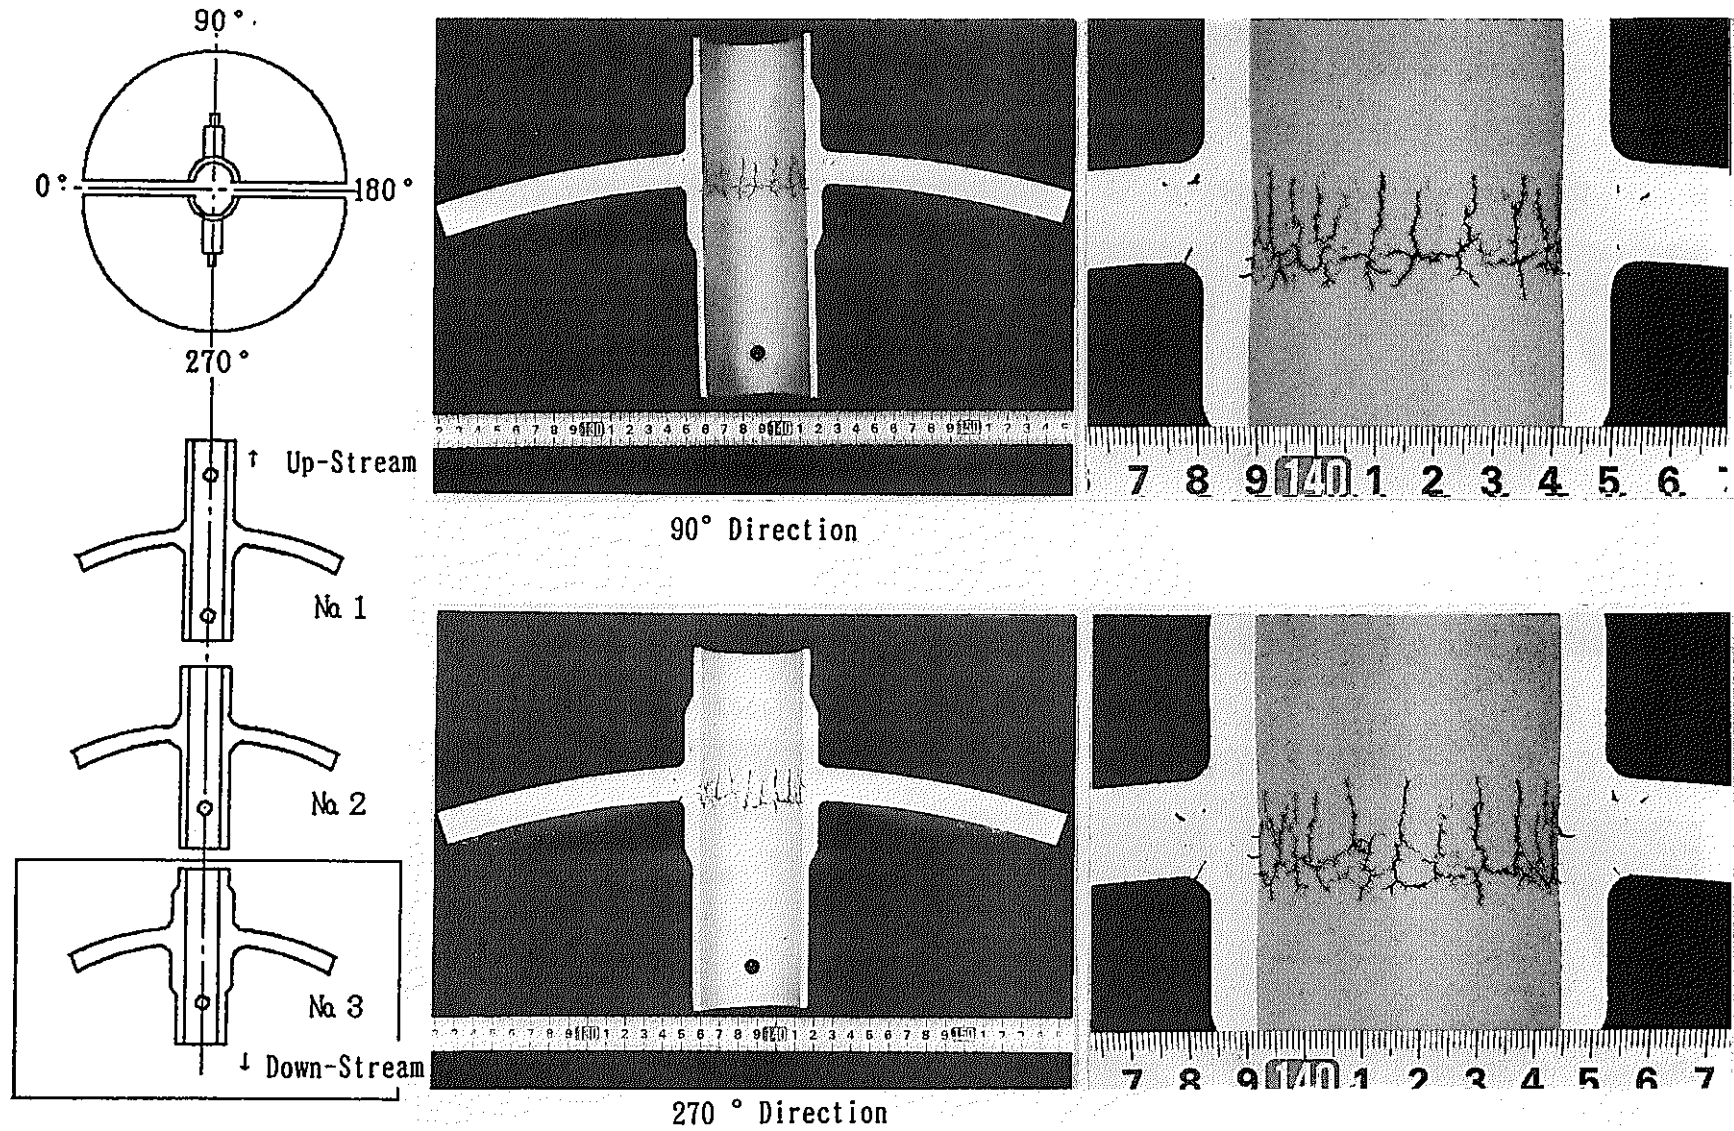 90°
0°
180°
270°
↑ Up-Stream
№ 1
№ 2
№ 3
↓ Down-Stream
7 8 9 140 1 2 3 4 5 6
90° Direction
7 8 9 140 1 2 3 4 5 6 7
270 ° Direction